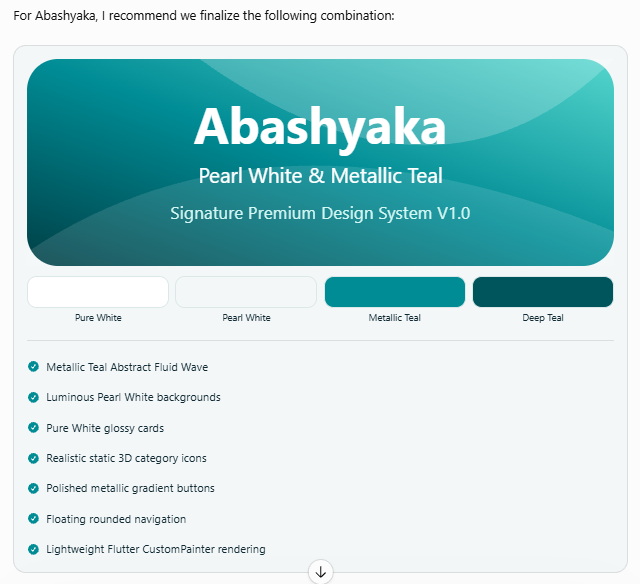 For Abashyaka, I recommend we finalize the following combination:
Abashyaka
Pearl White & Metallic Teal
Signature Premium Design System V1.0
Pure White
Pearl White
Metallic Teal
Deep Teal
Metallic Teal Abstract Fluid Wave
Luminous Pearl White backgrounds
Pure White glossy cards
Realistic static 3D category icons
Polished metallic gradient buttons
Floating rounded navigation
Lightweight Flutter CustomPainter rendering